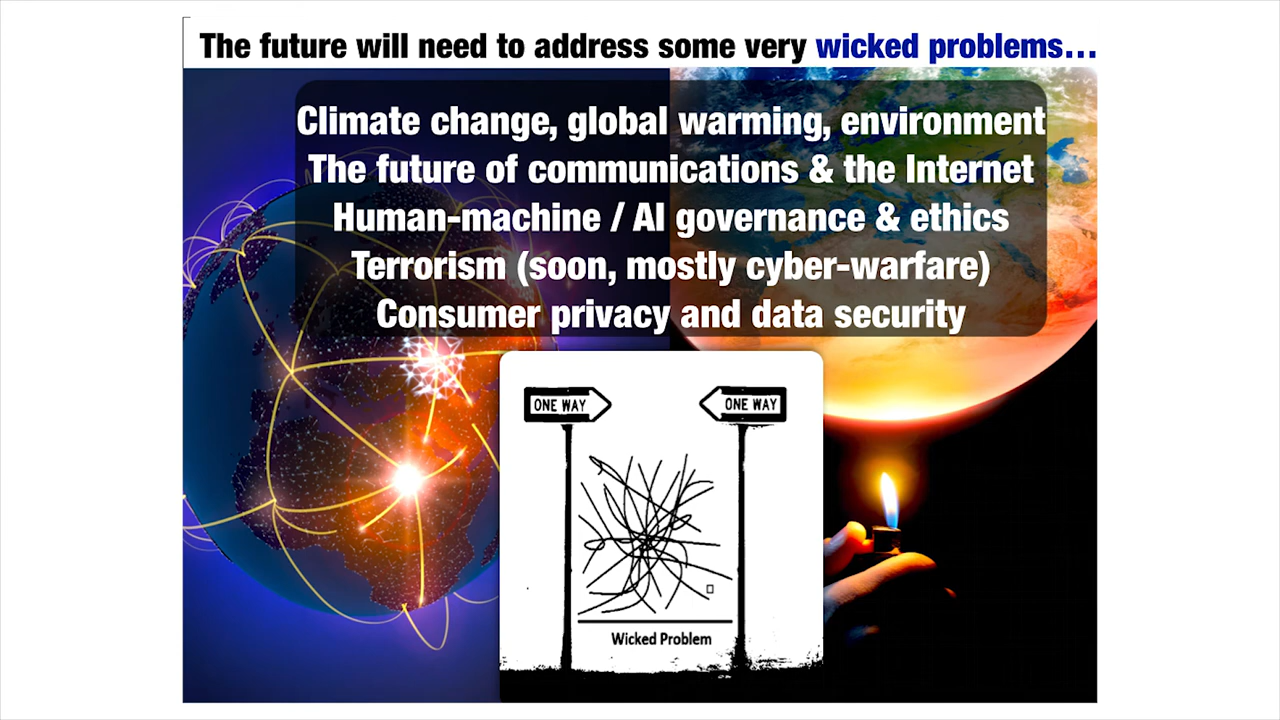 The future will need to address some very wicked problems...
Climate change, global warming, environment
The future of communications & the Internet
Human-machine / AI governance & ethics
Terrorism (soon, mostly cyber-warfare)
Consumer privacy and data security
ONE WAY
ONE WAY
Wicked Problem